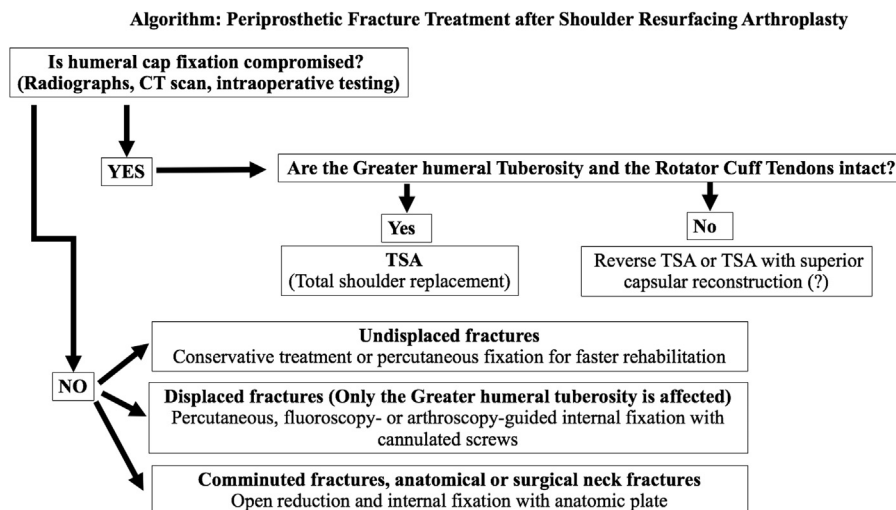 Algorithm: Periprosthetic Fracture Treatment after Shoulder Resurfacing Arthroplasty
Is humeral cap fixation compromised?
(Radiographs, CT scan, intraoperative testing)
YES
Are the Greater humeral Tuberosity and the Rotator Cuff Tendons intact?
Yes
No
TSA
(Total shoulder replacement)
Reverse TSA or TSA with superior
capsular reconstruction (?)
NO
Undisplaced fractures
Conservative treatment or percutaneous fixation for faster rehabilitation
Displaced fractures (Only the Greater humeral tuberosity is affected)
Percutaneous, fluoroscopy- or arthroscopy-guided internal fixation with
cannulated screws
Comminuted fractures, anatomical or surgical neck fractures
Open reduction and internal fixation with anatomic plate